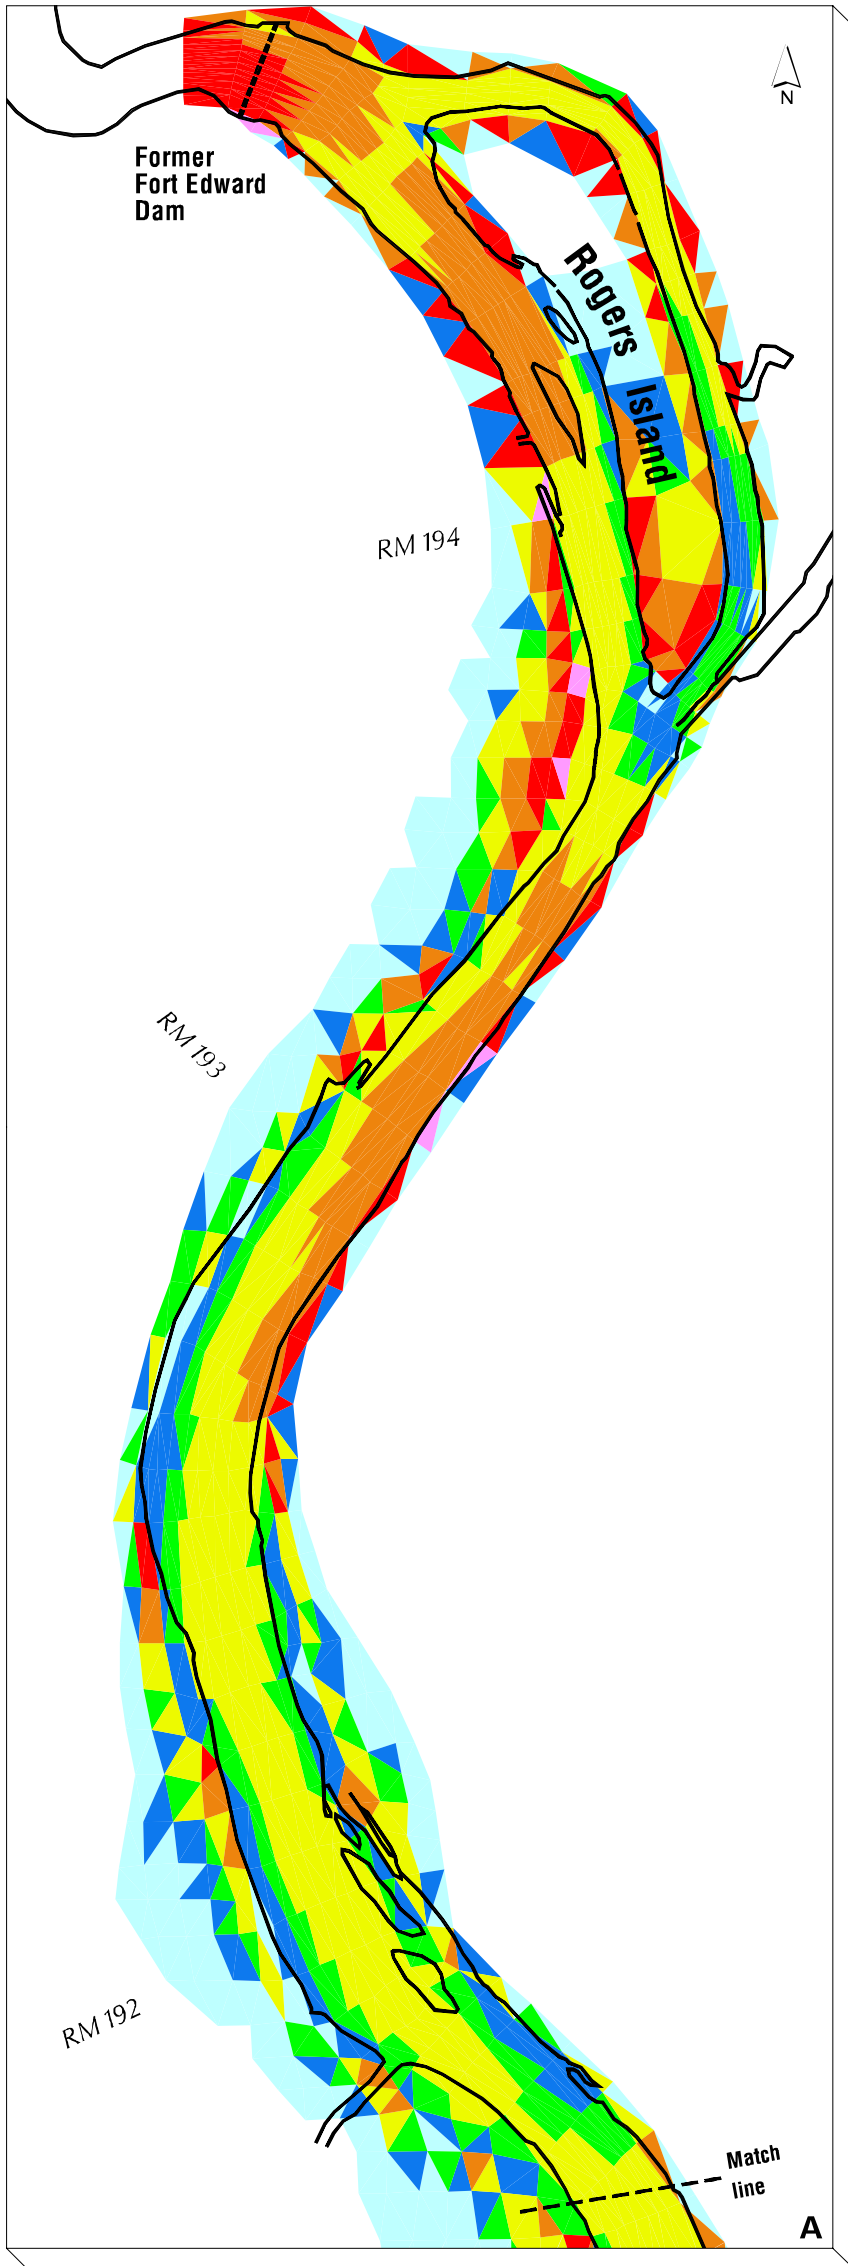 N
Former
Fort Edward
Dam
Rogers
Island
RM 194
RM 193
RM 192
Match
line
A